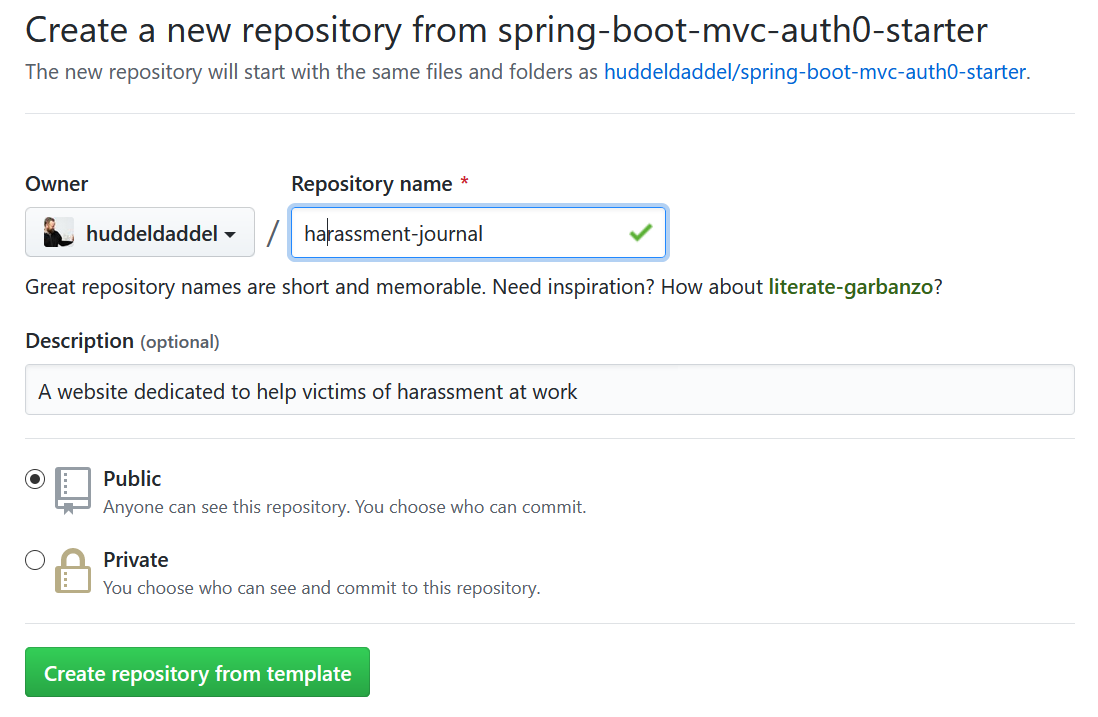 Create a new repository from spring-boot-mvc-auth0-starter
The new repository will start with the same files and folders as huddeldaddel/spring-boot-mvc-auth0-starter.
Owner
Repository name *
huddeldaddel / harassment-journal
Great repository names are short and memorable. Need inspiration? How about literate-garbanzo?
Description (optional)
A website dedicated to help victims of harassment at work
Public
Anyone can see this repository. You choose who can commit.
Private
You choose who can see and commit to this repository.
Create repository from template